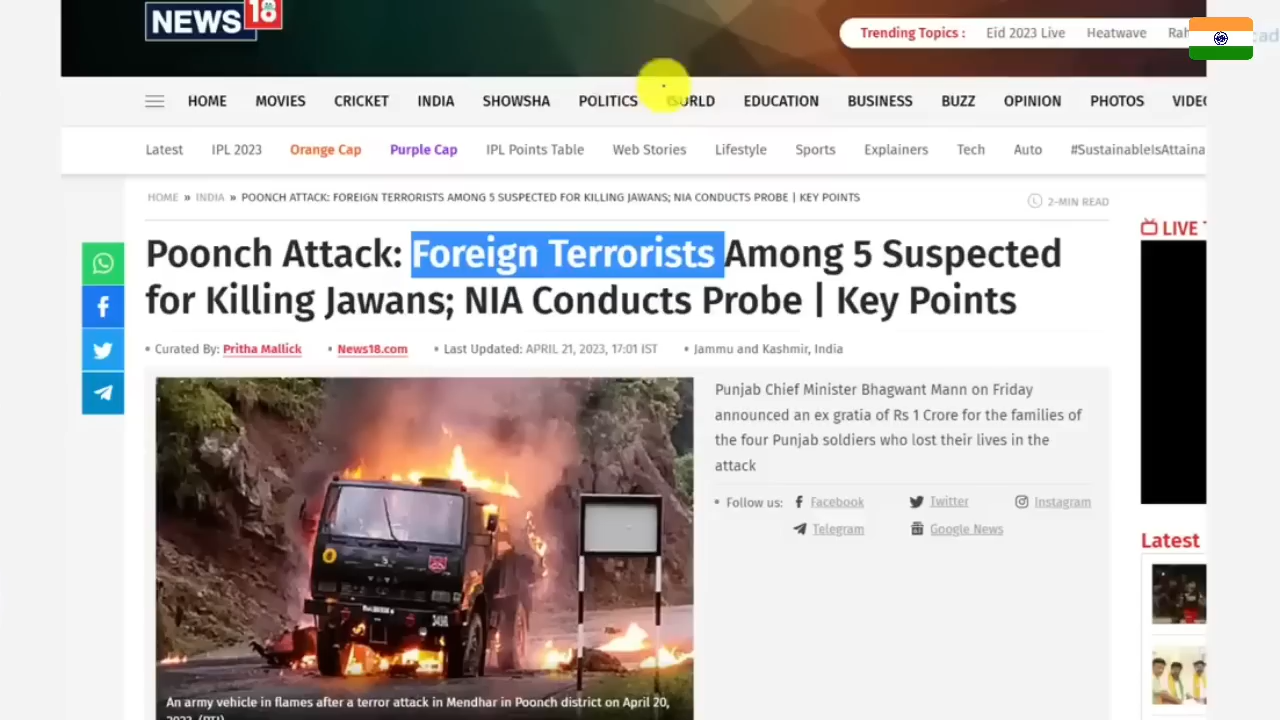 NEWS 18
Trending Topics : Eid 2023 Live Heatwave
HOME MOVIES CRICKET INDIA SHOWSHA POLITICS WORLD EDUCATION BUSINESS BUZZ OPINION PHOTOS
Latest IPL 2023 Orange Cap Purple Cap IPL Points Table Web Stories Lifestyle Sports Explainers Tech Auto
HOME » INDIA » POONCH ATTACK: FOREIGN TERRORISTS AMONG 5 SUSPECTED FOR KILLING JAWANS; NIA CONDUCTS PROBE | KEY POINTS
2-MIN READ
Poonch Attack: Foreign Terrorists Among 5 Suspected
for Killing Jawans; NIA Conducts Probe | Key Points
• Curated By: Pritha Mallick • News18.com • Last Updated: APRIL 21, 2023, 17:01 IST • Jammu and Kashmir, India
LIVE
Punjab Chief Minister Bhagwant Mann on Friday
announced an ex gratia of Rs 1 Crore for the families of
the four Punjab soldiers who lost their lives in the
attack
• Follow us: Facebook Twitter Instagram
Telegram Google News
Latest
An army vehicle in flames after a terror attack in Mendhar in Poonch district on April 20,